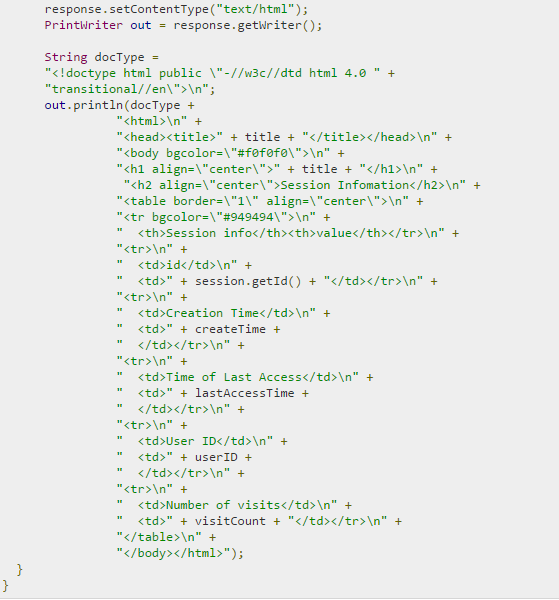 response.setContentType("text/html");
PrintWriter out = response.getWriter();

String docType =
"<!doctype html public \"-//w3c//dtd html 4.0 " +
"transitional//en\">\n";
out.println(docType +
"<html>\n" +
"<head><title>" + title + "</title></head>\n" +
"<body bgcolor=\"#f0f0f0\">\n" +
"<h1 align=\"center\">" + title + "</h1>\n" +
"<h2 align=\"center\">Session Infomation</h2>\n" +
"<table border=\"1\" align=\"center\">\n" +
"<tr bgcolor=\"#949494\">\n" +
"  <th>Session info</th><th>value</th></tr>\n" +
"<tr>\n" +
"  <td>id</td>\n" +
"  <td>" + session.getId() + "</td></tr>\n" +
"<tr>\n" +
"  <td>Creation Time</td>\n" +
"  <td>" + createTime +
"  </td></tr>\n" +
"<tr>\n" +
"  <td>Time of Last Access</td>\n" +
"  <td>" + lastAccessTime +
"  </td></tr>\n" +
"<tr>\n" +
"  <td>User ID</td>\n" +
"  <td>" + userID +
"  </td></tr>\n" +
"<tr>\n" +
"  <td>Number of visits</td>\n" +
"  <td>" + visitCount + "</td></tr>\n" +
"</table>\n" +
"</body></html>");
}
}